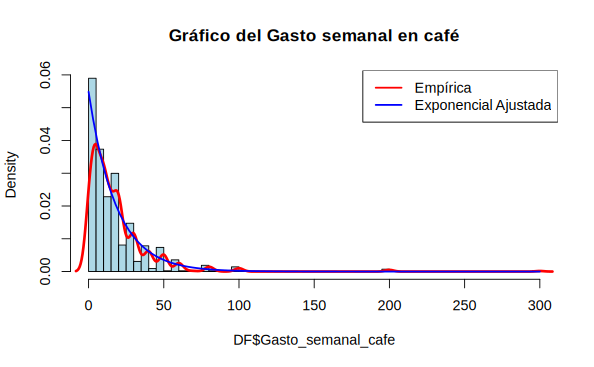 Gráfico del Gasto semanal en café
Empírica
Exponencial Ajustada
Density
0.06
0.04
0.02
0.00
0 50 100 150 200 250 300
DF$Gasto_semanal_cafe